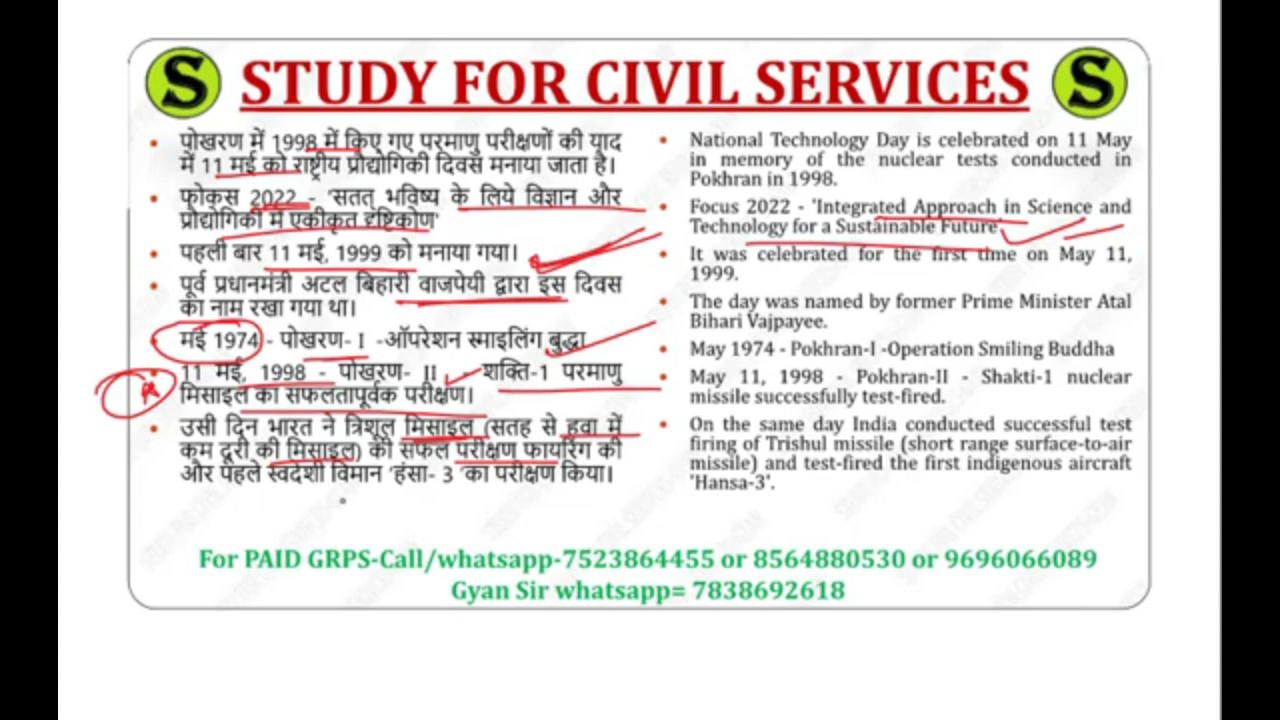 S STUDY FOR CIVIL SERVICES S
पोखरण में 1998 में किए गए परमाणु परीक्षणों की याद
में 11 मई को राष्ट्रीय प्रौद्योगिकी दिवस मनाया जाता है।
फोकस 2022 - 'सतत् भविष्य के लिये विज्ञान और
प्रौद्योगिकी में एकीकृत दृष्टिकोण'
पहली बार 11 मई, 1999 को मनाया गया।
पूर्व प्रधानमंत्री अटल बिहारी वाजपेयी द्वारा इस दिवस
का नाम रखा गया था।
मई 1974 - पोखरण- I -ऑपरेशन स्माइलिंग बुद्धा
11 मई, 1998 - पोखरण- II - शक्ति-1 परमाणु
मिसाइल का सफलतापूर्वक परीक्षण।
उसी दिन भारत ने त्रिशूल मिसाइल (सतह से हवा में
कम दूरी की मिसाइल) की सफल परीक्षण फायरिंग की
और पहले स्वदेशी विमान 'हंसा- 3 'का परीक्षण किया।
National Technology Day is celebrated on 11 May
in memory of the nuclear tests conducted in
Pokhran in 1998.
Focus 2022 - 'Integrated Approach in Science and
Technology for a Sustainable Future'
It was celebrated for the first time on May 11,
1999.
The day was named by former Prime Minister Atal
Bihari Vajpayee.
May 1974 - Pokhran-I -Operation Smiling Buddha
May 11, 1998 - Pokhran-II - Shakti-1 nuclear
missile successfully test-fired.
On the same day India conducted successful test
firing of Trishul missile (short range surface-to-air
missile) and test-fired the first indigenous aircraft
'Hansa-3'.
For PAID GRPS-Call/whatsapp-7523864455 or 8564880530 or 9696066089
Gyan Sir whatsapp= 7838692618